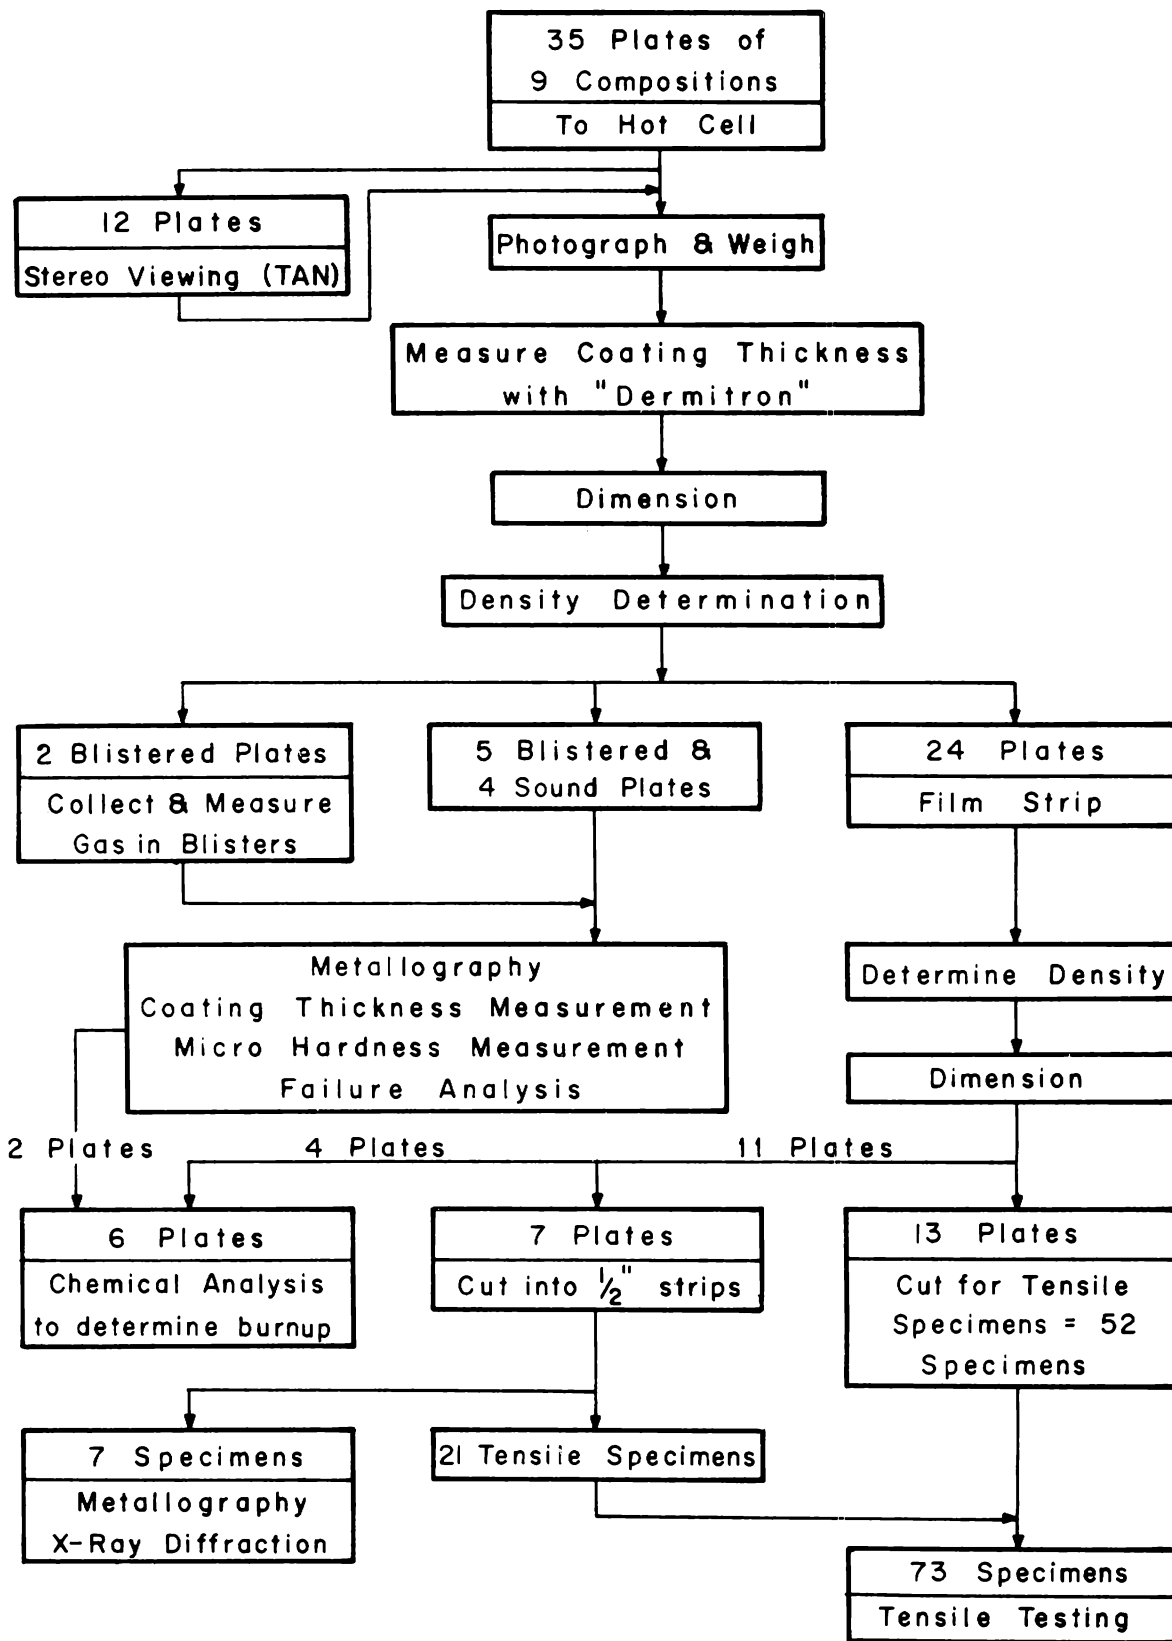 35 Plates of
9 Compositions
To Hot Cell
12 Plates
Stereo Viewing (TAN)
Photograph & Weigh
Measure Coating Thickness
with "Dermitron"
Dimension
Density Determination
2 Blistered Plates
Collect & Measure
Gas in Blisters
5 Blistered &
4 Sound Plates
24 Plates
Film Strip
Metallography
Coating Thickness Measurement
Micro Hardness Measurement
Failure Analysis
Determine Density
Dimension
2 Plates
4 Plates
11 Plates
6 Plates
Chemical Analysis
to determine burnup
7 Plates
Cut into 1/2" strips
13 Plates
Cut for Tensile
Specimens = 52
Specimens
7 Specimens
Metallography
X-Ray Diffraction
21 Tensile Specimens
73 Specimens
Tensile Testing